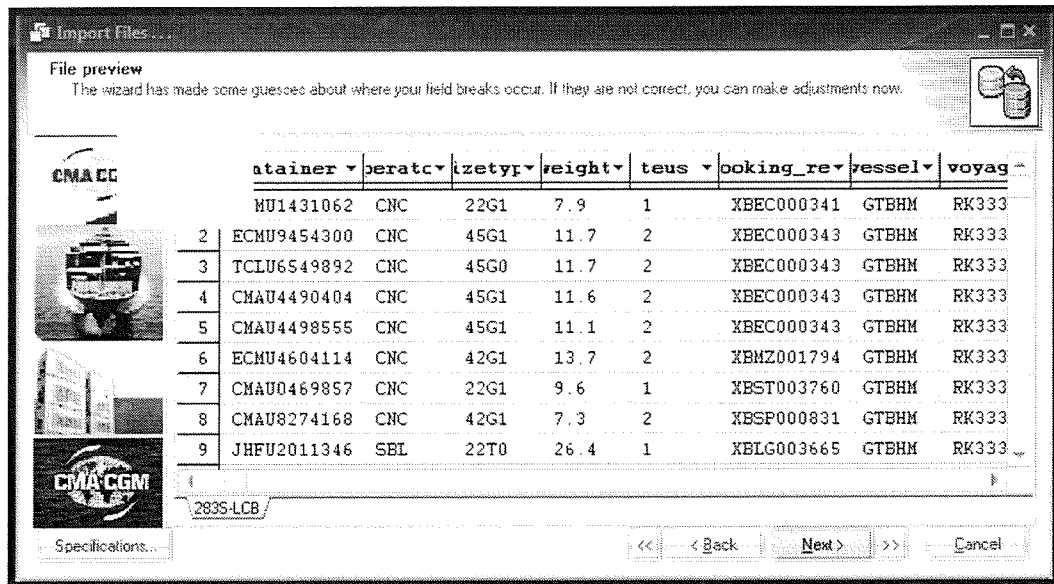 Import Files . . .
File preview
The wizard has made some guesses about where your field breaks occur. If they are not correct, you can make adjustments now.
CMA CG
ntainer peratc izetyp weight teus ooking_re vessel voyag
MU1431062 CNC 22G1 7.9 1 XBEC000341 GTBHM RK333
2 ECMU9454300 CNC 45G1 11.7 2 XBEC000343 GTBHM RK333
3 TCLU6549892 CNC 45G0 11.7 2 XBEC000343 GTBHM RK333
4 CMAU4490404 CNC 45G1 11.6 2 XBEC000343 GTBHM RK333
5 CMAU4498555 CNC 45G1 11.1 2 XBEC000343 GTBHM RK333
6 ECMU4604114 CNC 42G1 13.7 2 XBMZ001794 GTBHM RK333
7 CMAU0469857 CNC 22G1 9.6 1 XBST003760 GTBHM RK333
8 CMAU8274168 CNC 42G1 7.3 2 XBSP000831 GTBHM RK333
9 JHFU2011346 SBL 22T0 26.4 1 XBLG003665 GTBHM RK333
CMA CGM
283S-LCB
Specifications... << < Back Next > >> Cancel